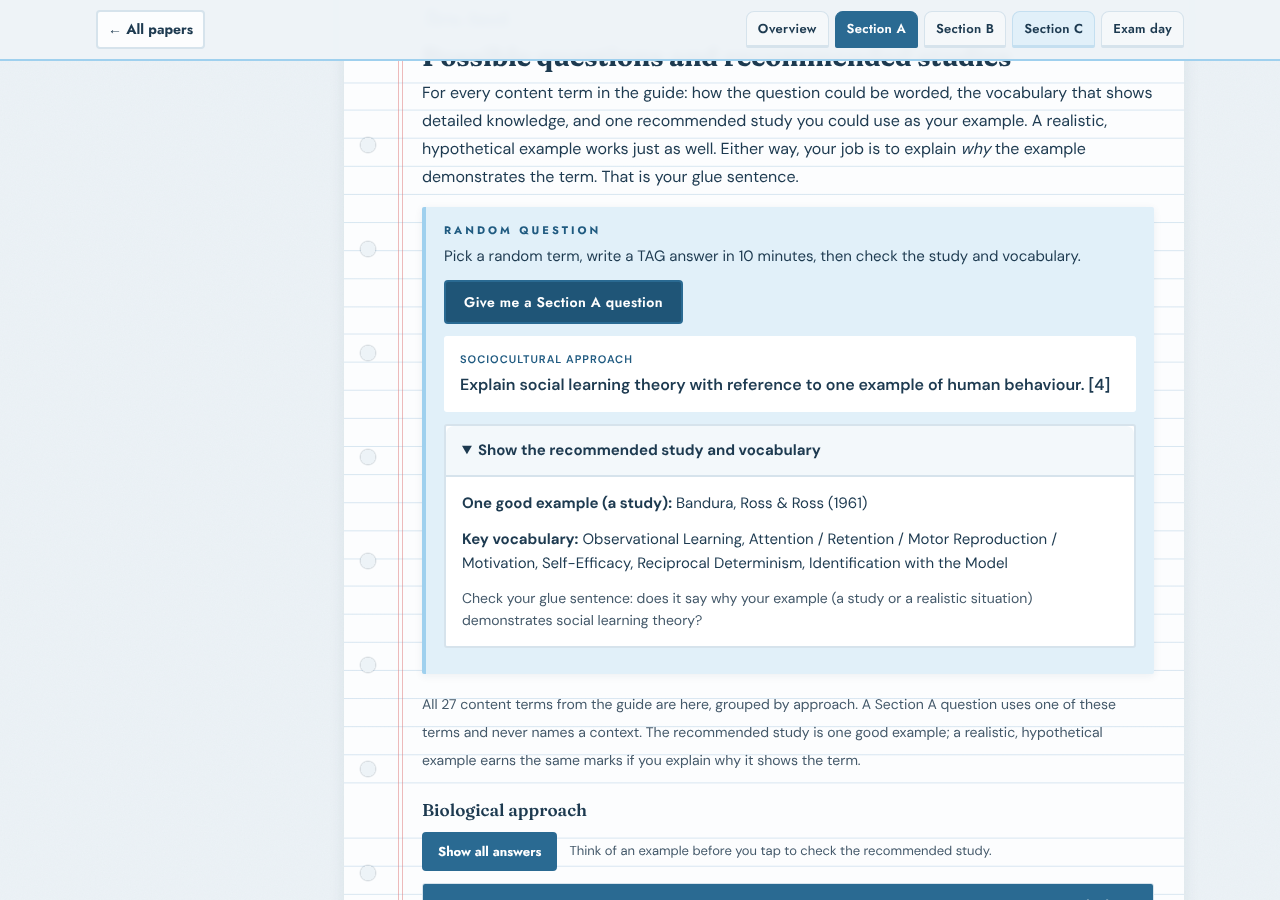 ← All papers
Overview
Section A
Section B
Section C
Exam day
Possible questions and recommended studies
For every content term in the guide: how the question could be worded, the vocabulary that shows
detailed knowledge, and one recommended study you could use as your example. A realistic,
hypothetical example works just as well. Either way, your job is to explain why the example
demonstrates the term. That is your glue sentence.
RANDOM QUESTION
Pick a random term, write a TAG answer in 10 minutes, then check the study and vocabulary.
Give me a Section A question
SOCIOCULTURAL APPROACH
Explain social learning theory with reference to one example of human behaviour. [4]
▼ Show the recommended study and vocabulary
One good example (a study): Bandura, Ross & Ross (1961)
Key vocabulary: Observational Learning, Attention / Retention / Motor Reproduction /
Motivation, Self-Efficacy, Reciprocal Determinism, Identification with the Model
Check your glue sentence: does it say why your example (a study or a realistic situation)
demonstrates social learning theory?
All 27 content terms from the guide are here, grouped by approach. A Section A question uses one of these
terms and never names a context. The recommended study is one good example; a realistic, hypothetical
example earns the same marks if you explain why it shows the term.
Biological approach
Show all answers
Think of an example before you tap to check the recommended study.